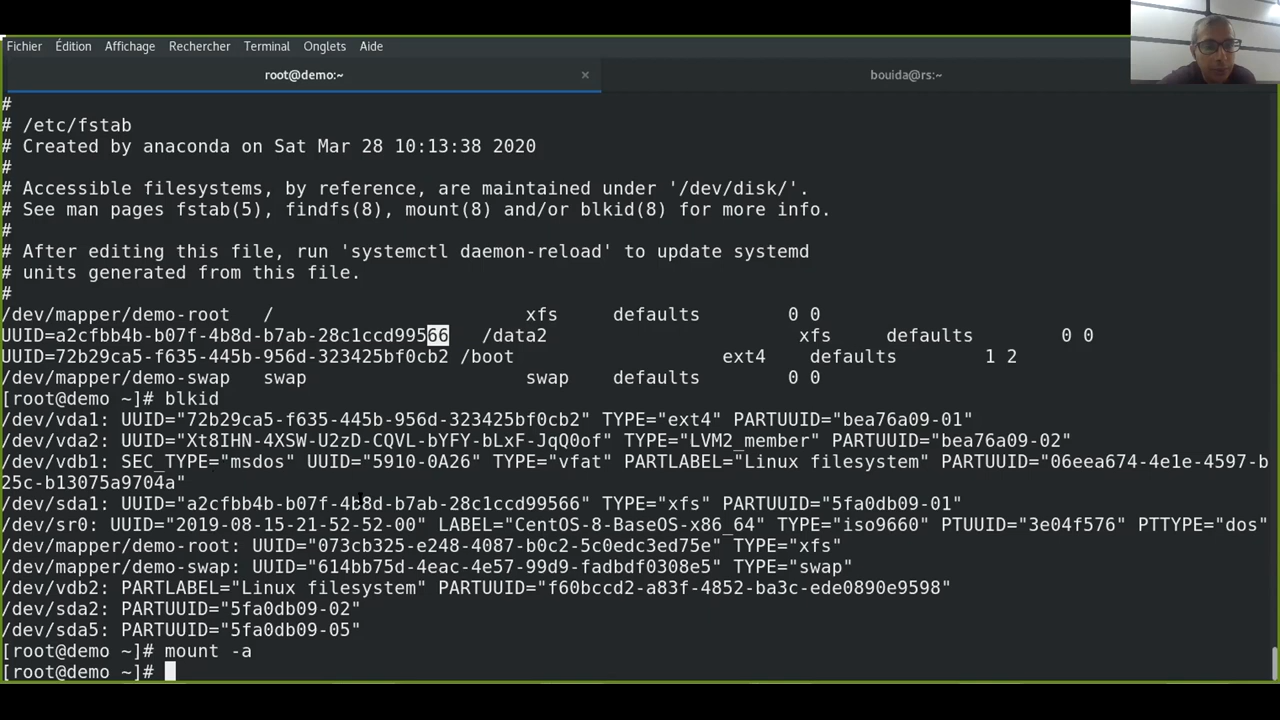 Fichier Édition Affichage Rechercher Terminal Onglets Aide
root@demo:~ × bouida@rs:~
#
# /etc/fstab
# Created by anaconda on Sat Mar 28 10:13:38 2020
#
# Accessible filesystems, by reference, are maintained under '/dev/disk/'.
# See man pages fstab(5), findfs(8), mount(8) and/or blkid(8) for more info.
#
# After editing this file, run 'systemctl daemon-reload' to update systemd
# units generated from this file.
#
/dev/mapper/demo-root / xfs defaults 0 0
UUID=a2cfbb4b-b07f-4b8d-b7ab-28c1ccd99566 /data2 xfs defaults 0 0
UUID=72b29ca5-f635-445b-956d-323425bf0cb2 /boot ext4 defaults 1 2
/dev/mapper/demo-swap swap swap defaults 0 0
[root@demo ~]# blkid
/dev/vda1: UUID="72b29ca5-f635-445b-956d-323425bf0cb2" TYPE="ext4" PARTUUID="bea76a09-01"
/dev/vda2: UUID="Xt8IHN-4XSW-U2zD-CQVL-bYFY-bLxF-JqQ0of" TYPE="LVM2_member" PARTUUID="bea76a09-02"
/dev/vdb1: SEC_TYPE="msdos" UUID="5910-0A26" TYPE="vfat" PARTLABEL="Linux filesystem" PARTUUID="06eea674-4e1e-4597-b
25c-b13075a9704a"
/dev/sda1: UUID="a2cfbb4b-b07f-4b8d-b7ab-28c1ccd99566" TYPE="xfs" PARTUUID="5fa0db09-01"
/dev/sr0: UUID="2019-08-15-21-52-52-00" LABEL="CentOS-8-BaseOS-x86_64" TYPE="iso9660" PTUUID="3e04f576" PTTYPE="dos"
/dev/mapper/demo-root: UUID="073cb325-e248-4087-b0c2-5c0edc3ed75e" TYPE="xfs"
/dev/mapper/demo-swap: UUID="614bb75d-4eac-4e57-99d9-fadbdf0308e5" TYPE="swap"
/dev/vdb2: PARTLABEL="Linux filesystem" PARTUUID="f60bccd2-a83f-4852-ba3c-ede0890e9598"
/dev/sda2: PARTUUID="5fa0db09-02"
/dev/sda5: PARTUUID="5fa0db09-05"
[root@demo ~]# mount -a
[root@demo ~]#